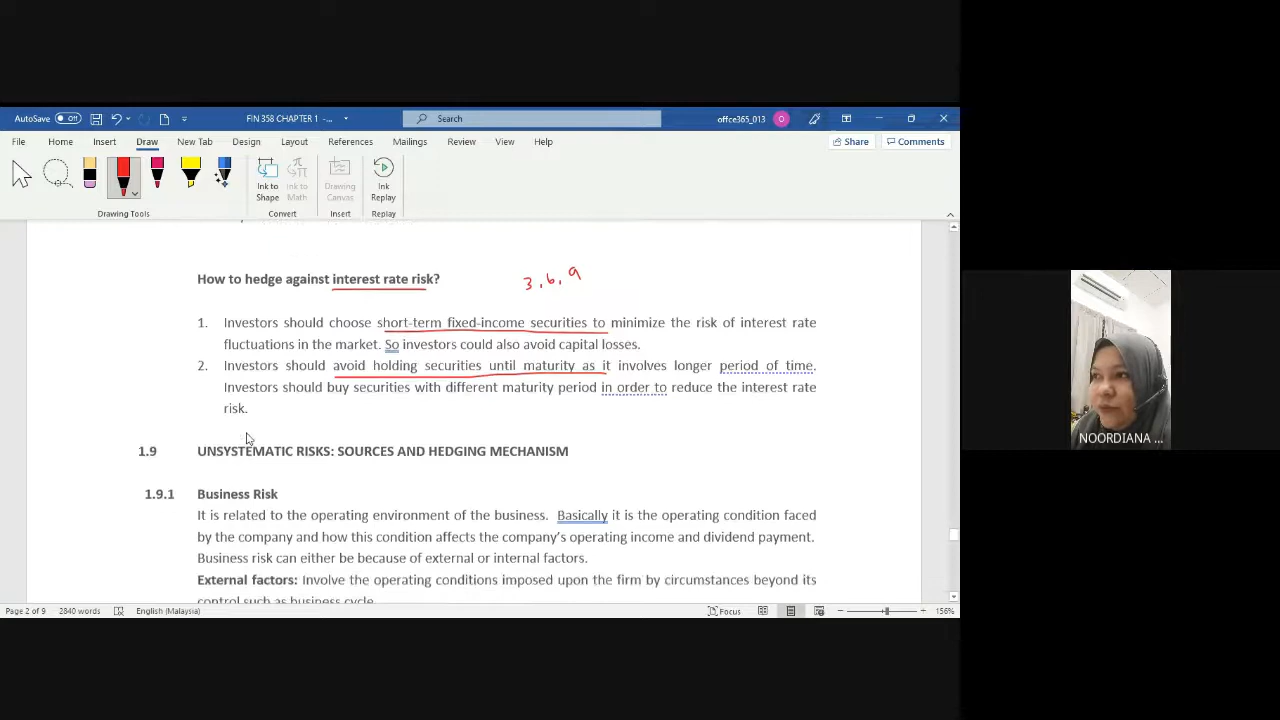 AutoSave Off FIN 358 CHAPTER 1 -... Search offce365_013 O
File Home Insert Draw New Tab Design Layout References Mailings Review View Help Share Comments
Ink to Shape
Ink to Math
Drawing Canvas
Ink Replay
Drawing Tools Convert Insert Replay
How to hedge against interest rate risk? 3, 6, 9
1. Investors should choose short-term fixed-income securities to minimize the risk of interest rate
fluctuations in the market. So investors could also avoid capital losses.
2. Investors should avoid holding securities until maturity as it involves longer period of time.
Investors should buy securities with different maturity period in order to reduce the interest rate
risk.
1.9 UNSYSTEMATIC RISKS: SOURCES AND HEDGING MECHANISM
1.9.1 Business Risk
It is related to the operating environment of the business. Basically it is the operating condition faced
by the company and how this condition affects the company's operating income and dividend payment.
Business risk can either be because of external or internal factors.
External factors: Involve the operating conditions imposed upon the firm by circumstances beyond its
control such as business cycle.
Page 2 of 9 2840 words English (Malaysia) Focus 156%
NOORDIANA ...